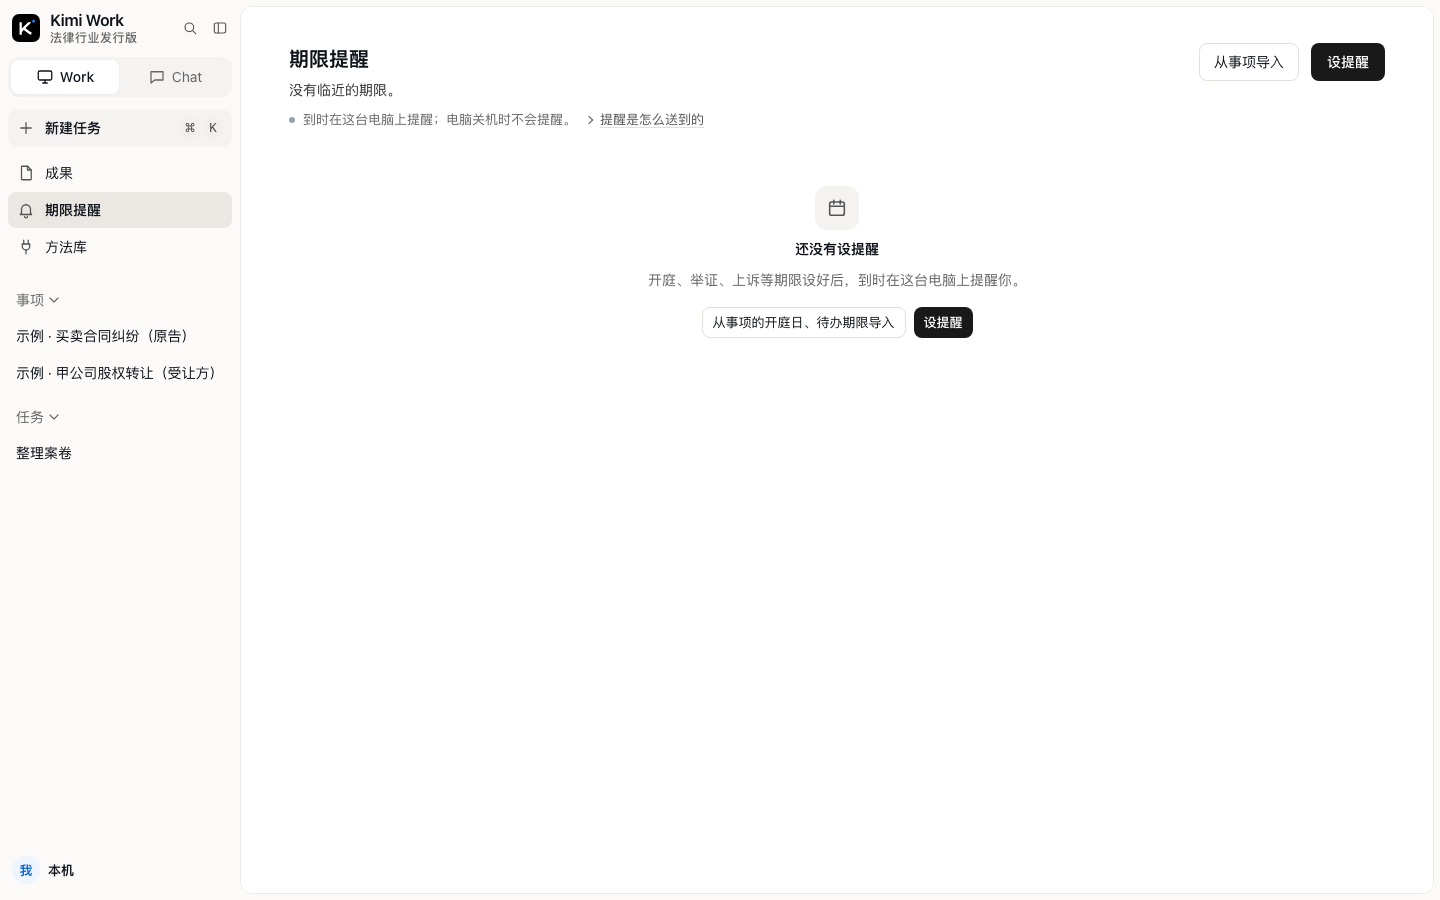 Kimi Work
法律行业发行版
Work
Chat
新建任务
⌘ K
成果
期限提醒
方法库
事项
示例 · 买卖合同纠纷（原告）
示例 · 甲公司股权转让（受让方）
任务
整理案卷
我 本机
期限提醒
没有临近的期限。
到时在这台电脑上提醒；电脑关机时不会提醒。
提醒是怎么送到的
从事项导入
设提醒
还没有设提醒
开庭、举证、上诉等期限设好后，到时在这台电脑上提醒你。
从事项的开庭日、待办期限导入
设提醒